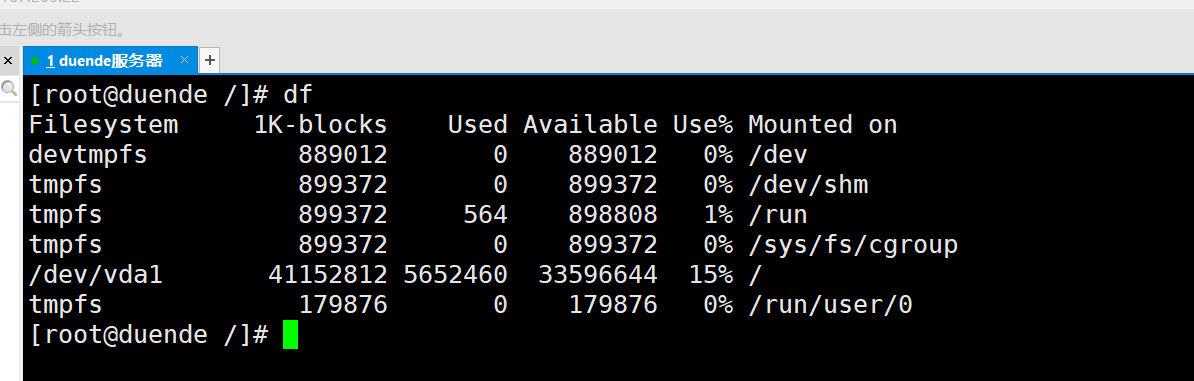 击左侧的箭头按钮。
1 duende服务器 × +
[root@duende /]# df
Filesystem     1K-blocks    Used Available Use% Mounted on
devtmpfs          889012       0    889012   0% /dev
tmpfs             899372       0    899372   0% /dev/shm
tmpfs             899372     564    898808   1% /run
tmpfs             899372       0    899372   0% /sys/fs/cgroup
/dev/vda1       41152812 5652460  33596644  15% /
tmpfs             179876       0    179876   0% /run/user/0
[root@duende /]#